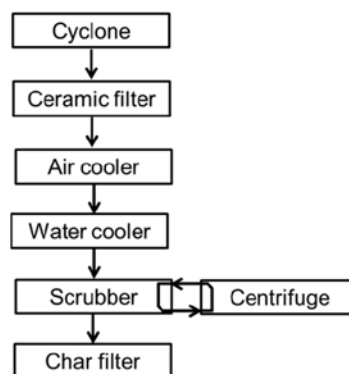 Cyclone
Ceramic filter
Air cooler
Water cooler
Scrubber
Centrifuge
Char filter